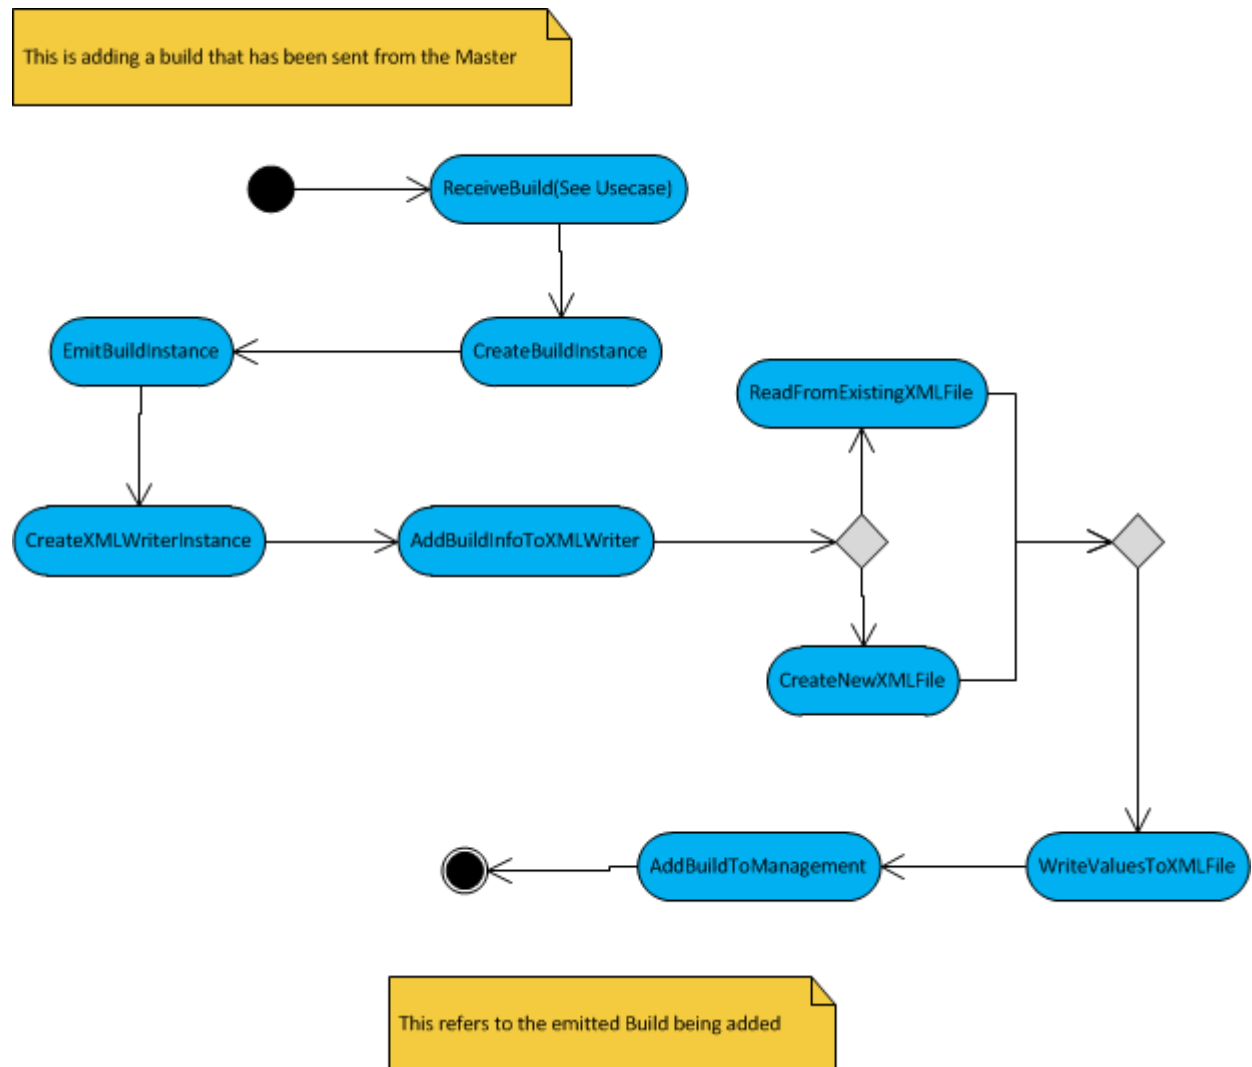 This is adding a build that has been sent from the Master
ReceiveBuild(See Usecase)
EmitBuildInstance
CreateBuildInstance
ReadFromExistingXMLFile
CreateXMLWriterInstance
AddBuildInfoToXMLWriter
CreateNewXMLFile
AddBuildToManagement
WriteValuesToXMLFile
This refers to the emitted Build being added